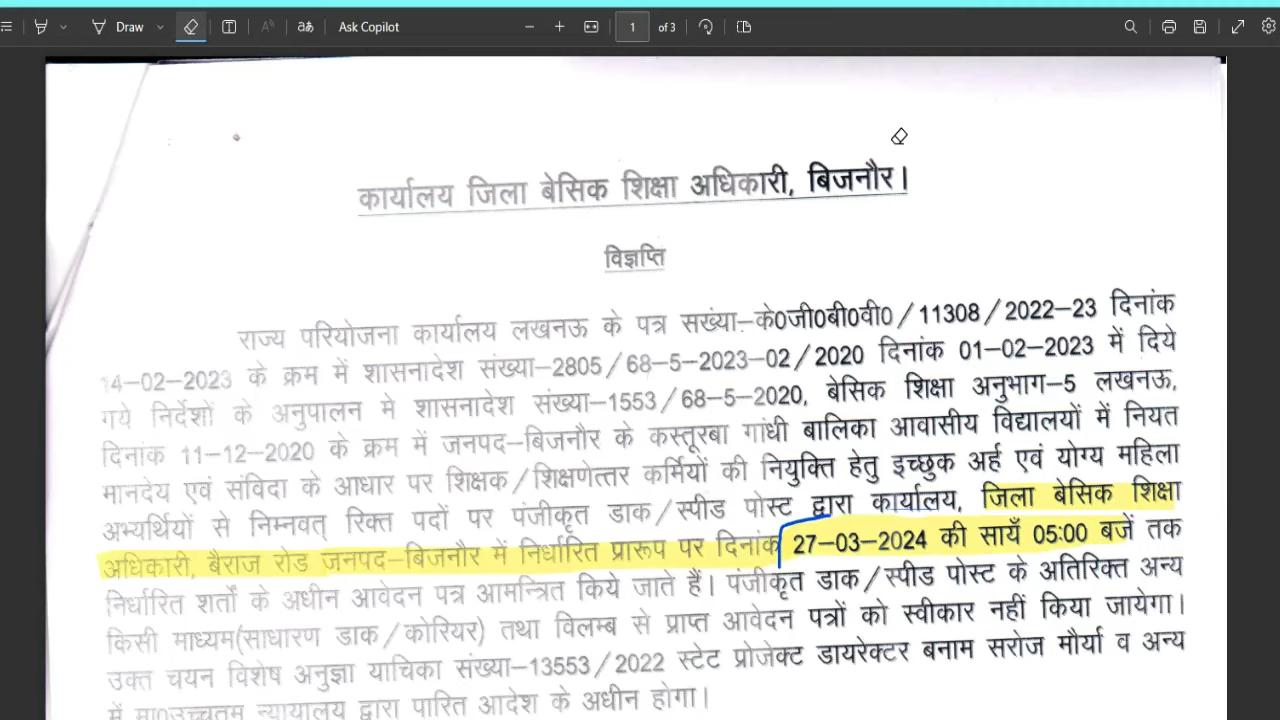 Draw
Ask Copilot
1 of 3
कार्यालय जिला बेसिक शिक्षा अधिकारी, बिजनौर।
विज्ञप्ति
राज्य परियोजना कार्यालय लखनऊ के पत्र सख्या–के0जी0बी0वी0/11308/2022-23 दिनांक
14-02-2023 के क्रम में शासनादेश संख्या-2805/68-5-2023-02/2020 दिनांक 01-02-2023 में दिये
गये निर्देशों के अनुपालन मे शासनादेश संख्या-1553/68-5-2020, बेसिक शिक्षा अनुभाग-5 लखनऊ,
दिनांक 11-12-2020 के क्रम में जनपद-बिजनौर के कस्तूरबा गांधी बालिका आवासीय विद्यालयों में नियत
मानदेय एवं संविदा के आधार पर शिक्षक/शिक्षणेत्तर कर्मियों की नियुक्ति हेतु इच्छुक अर्ह एवं योग्य महिला
अभ्यर्थियों से निम्नवत् रिक्त पदों पर पंजीकृत डाक/स्पीड पोस्ट द्वारा कार्यालय, जिला बेसिक शिक्षा
अधिकारी, बैराज रोड जनपद-बिजनौर में निर्धारित प्रारूप पर दिनांक 27-03-2024 की सायँ 05:00 बजें तक
निर्धारित शर्तों के अधीन आवेदन पत्र आमन्त्रित किये जाते हैं। पंजीकृत डाक/स्पीड पोस्ट के अतिरिक्त अन्य
किसी माध्यम(साधारण डाक/कोरियर) तथा विलम्ब से प्राप्त आवेदन पत्रों को स्वीकार नहीं किया जायेगा।
उक्त चयन विशेष अनुज्ञा याचिका संख्या-13553/2022 स्टेट प्रोजेक्ट डायरेक्टर बनाम सरोज मौर्या व अन्य
में मा0उच्चतम न्यायालय द्वारा पारित आदेश के अधीन होगा।